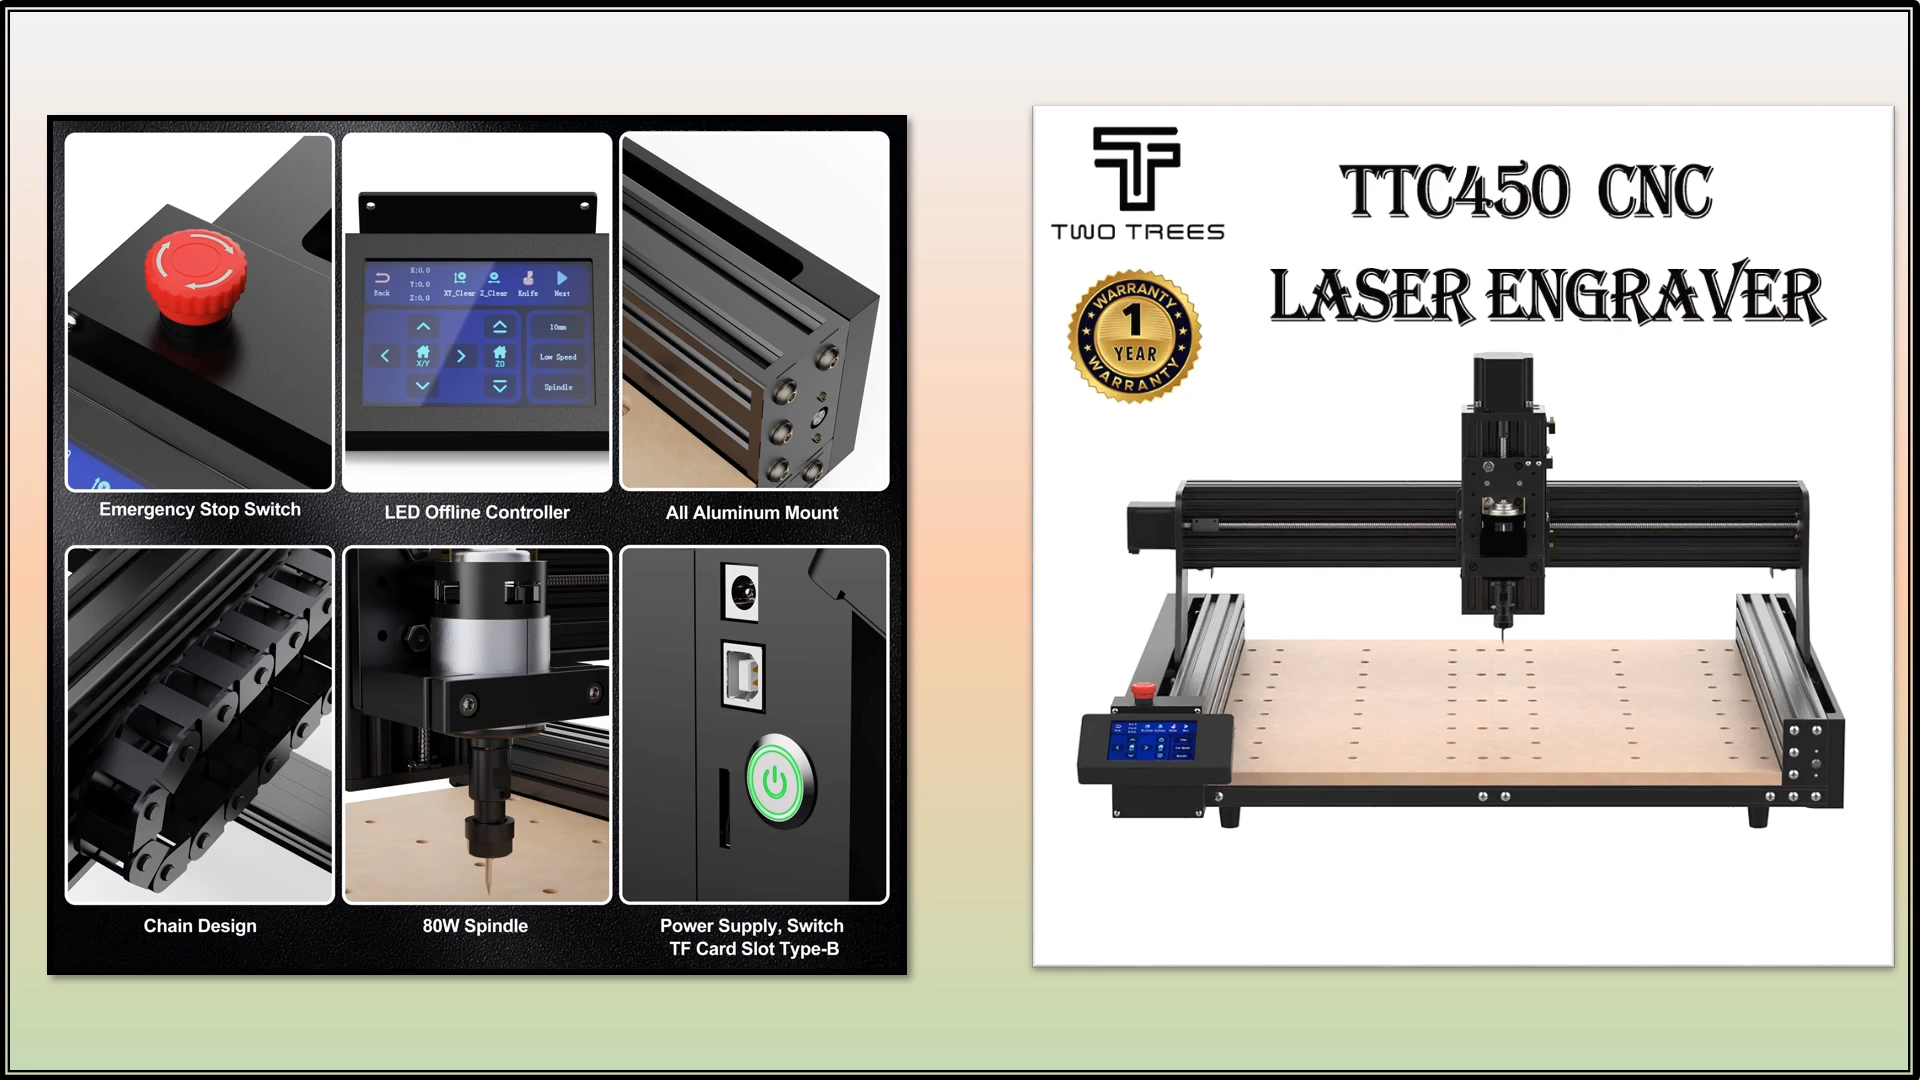 Back
X:0.0
Y:0.0
Z:0.0
XY_Clear
Z_Clear
Knife
Next
10mm
X/Y
Z0
Low Speed
Spindle
Emergency Stop Switch
LED Offline Controller
All Aluminum Mount
Chain Design
80W Spindle
Power Supply, Switch
TF Card Slot Type-B
TWO TREES
TTC450 CNC
LASER ENGRAVER
WARRANTY
1
YEAR
WARRANTY